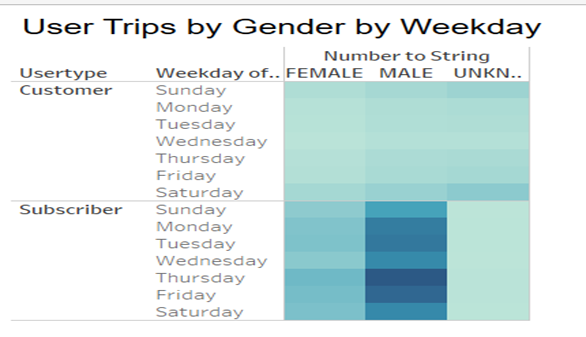 User Trips by Gender by Weekday
Number to String
Usertype Weekday of.. FEMALE MALE UNKN..
Customer Sunday
Monday
Tuesday
Wednesday
Thursday
Friday
Saturday
Subscriber Sunday
Monday
Tuesday
Wednesday
Thursday
Friday
Saturday